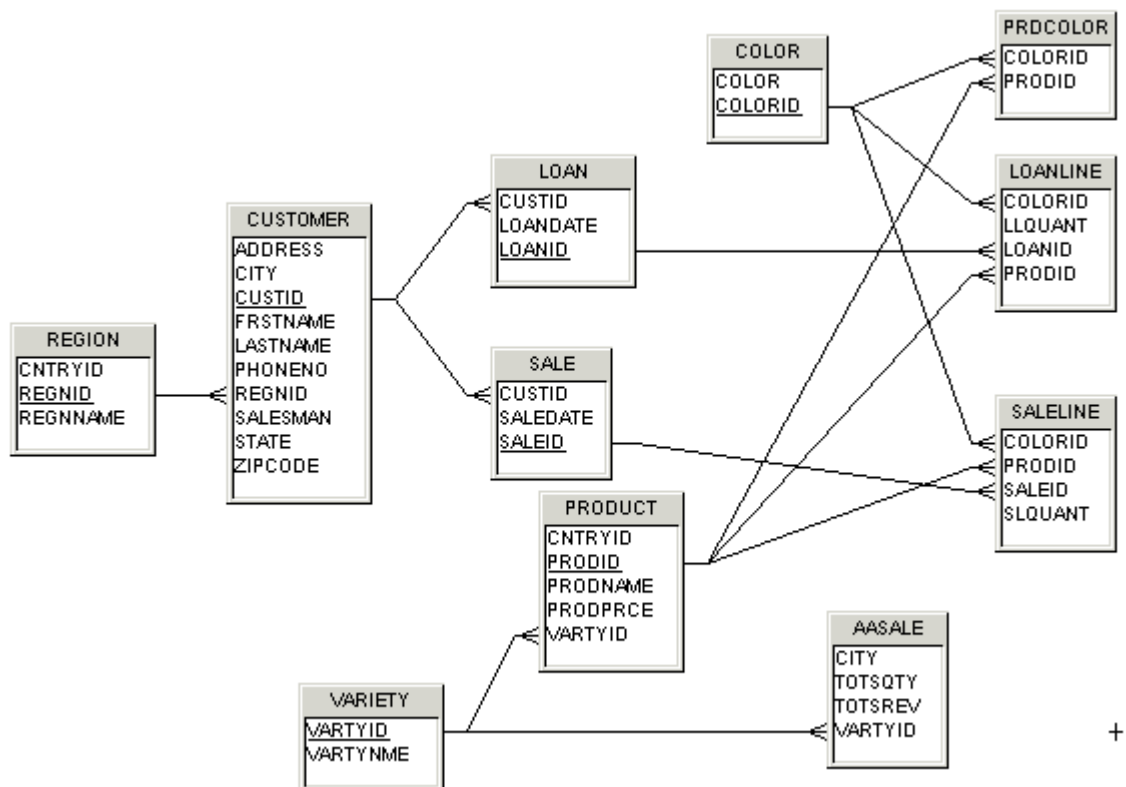 PRDCOLOR
COLORID
PRODID
COLOR
COLOR
COLORID
LOAN
CUSTID
LOANDATE
LOANID
LOANLINE
COLORID
LLQUANT
LOANID
PRODID
CUSTOMER
ADDRESS
CITY
CUSTID
FRSTNAME
LASTNAME
PHONENO
REGNID
SALESMAN
STATE
ZIPCODE
REGION
CNTRYID
REGNID
REGNNAME
SALE
CUSTID
SALEDATE
SALEID
SALELINE
COLORID
PRODID
SALEID
SLQUANT
PRODUCT
CNTRYID
PRODID
PRODNAME
PRODPRCE
VARTYID
AASALE
CITY
TOTSQTY
TOTSREV
VARTYID
VARIETY
VARTYID
VARTYNME
+